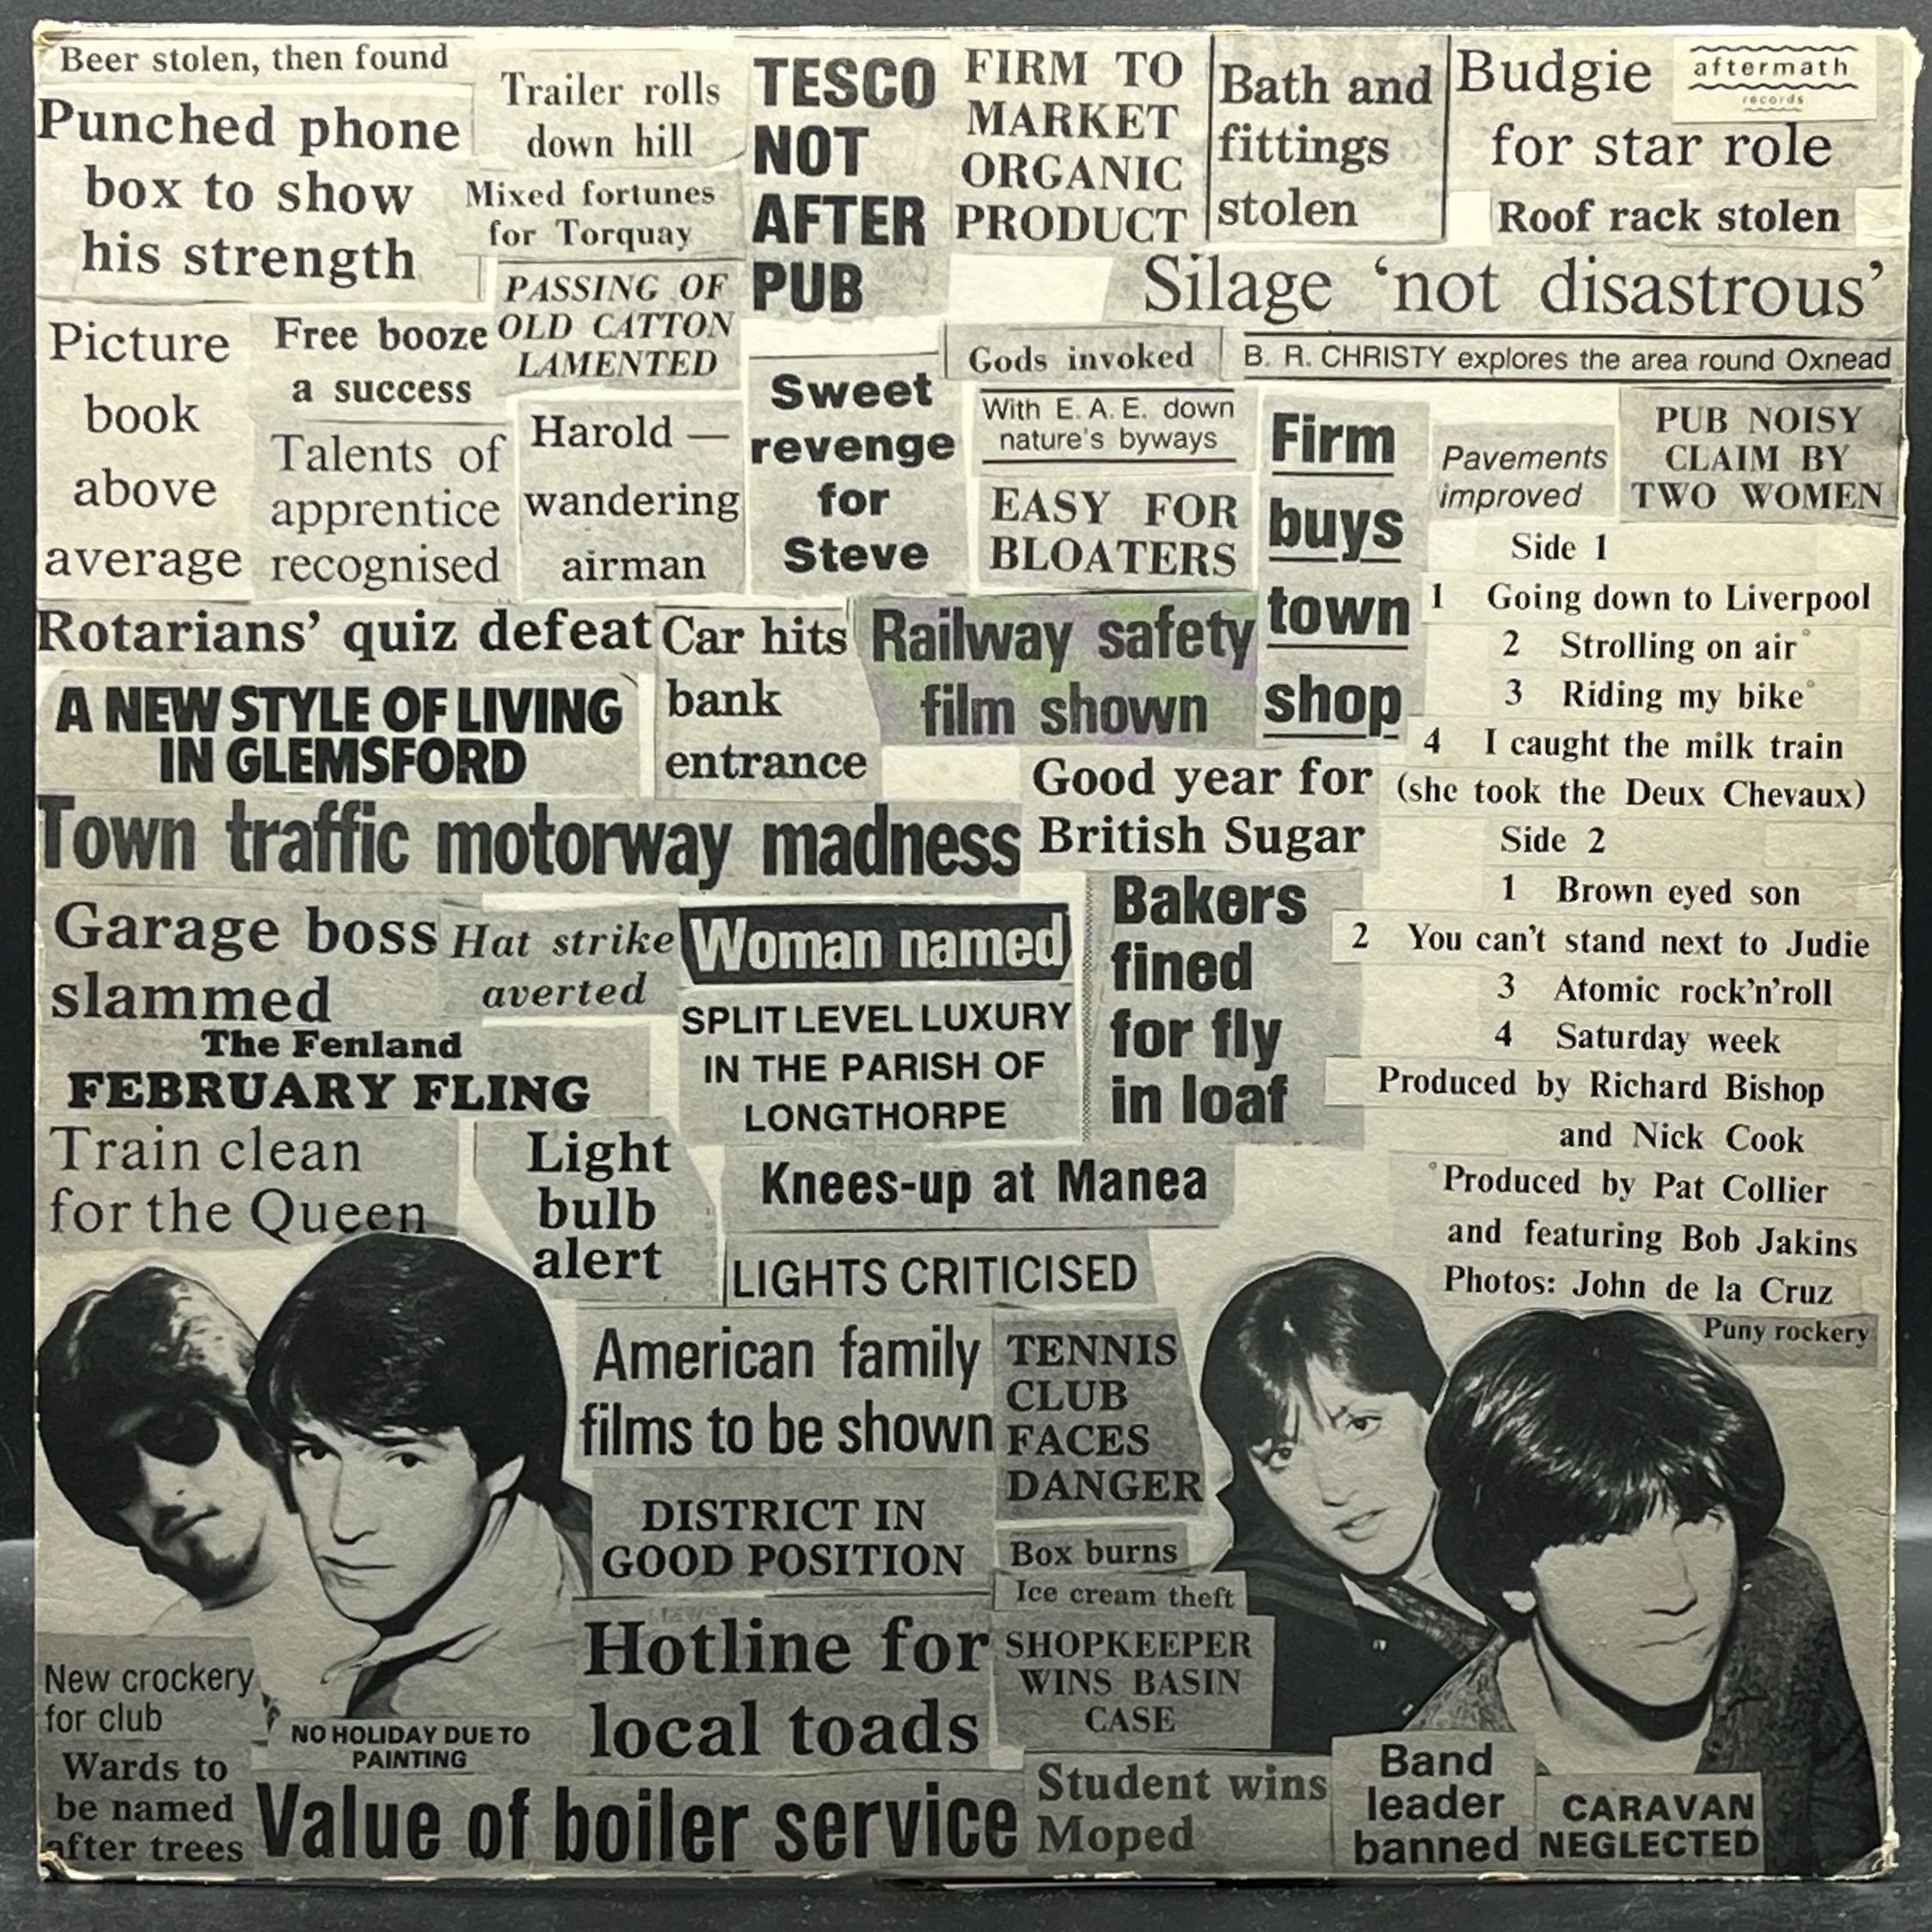 Beer stolen, then found
Punched phone
box to show
his strength
Trailer rolls
down hill
Mixed fortunes
for Torquay
PASSING OF
OLD CATTON
LAMENTED
TESCO
NOT
AFTER
PUB
FIRM TO
MARKET
ORGANIC
PRODUCT
Bath and
fittings
stolen
Budgie
for star role
aftermath
records
Roof rack stolen
Silage ‘not disastrous’
Picture
book
above
average
Free booze
a success
Talents of
apprentice
recognised
Harold —
wandering
airman
Sweet
revenge
for
Steve
Gods invoked
B. R. CHRISTY explores the area round Oxnead
With E. A. E. down
nature's byways
EASY FOR
BLOATERS
Firm
buys
town
shop
Pavements
improved
PUB NOISY
CLAIM BY
TWO WOMEN
Rotarians’ quiz defeat
Car hits
bank
entrance
Railway safety
film shown
A NEW STYLE OF LIVING
IN GLEMSFORD
Good year for
British Sugar
Town traffic motorway madness
Side 1
1 Going down to Liverpool
2 Strolling on air°
3 Riding my bike°
4 I caught the milk train
(she took the Deux Chevaux)
Side 2
1 Brown eyed son
2 You can’t stand next to Judie
3 Atomic rock’n’roll
4 Saturday week
Produced by Richard Bishop
and Nick Cook
°Produced by Pat Collier
and featuring Bob Jakins
Photos: John de la Cruz
Puny rockery
Garage boss
slammed
Hat strike
averted
Woman named
SPLIT LEVEL LUXURY
IN THE PARISH OF
LONGTHORPE
Bakers
fined
for fly
in loaf
The Fenland
FEBRUARY FLING
Train clean
for the Queen
Light
bulb
alert
Knees-up at Manea
LIGHTS CRITICISED
American family
films to be shown
TENNIS
CLUB
FACES
DANGER
DISTRICT IN
GOOD POSITION
Box burns
Ice cream theft
Hotline for
local toads
SHOPKEEPER
WINS BASIN
CASE
New crockery
for club
NO HOLIDAY DUE TO
PAINTING
Wards to
be named
after trees
Value of boiler service
Student wins
Moped
Band
leader
banned
CARAVAN
NEGLECTED